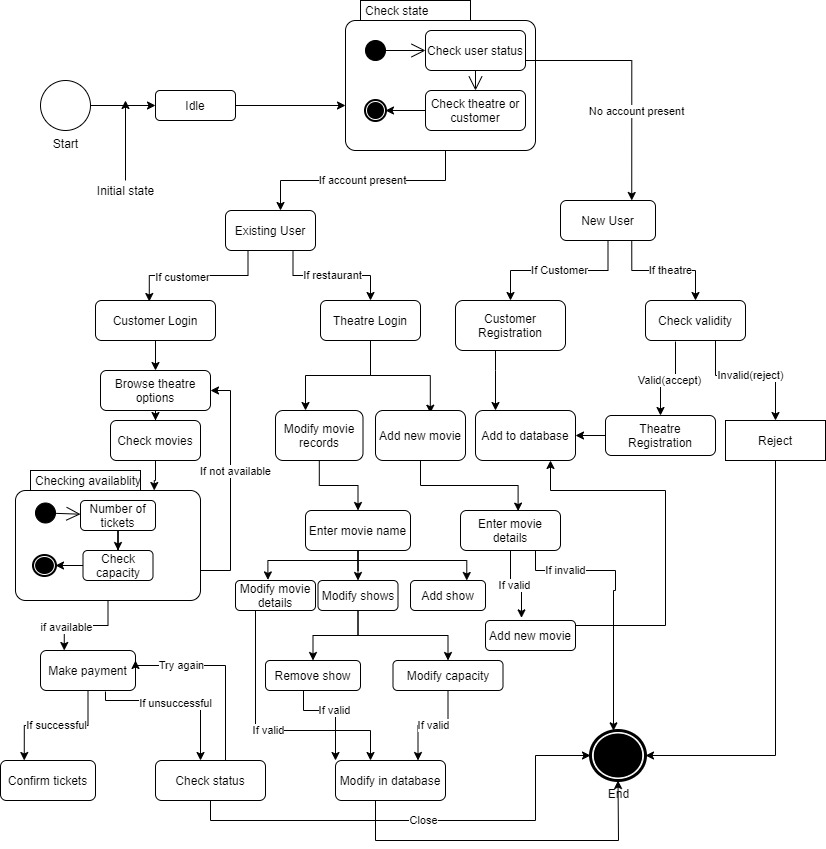 Check state
Check user status
Idle
Check theatre or
customer
No account present
Start
Initial state
If account present
Existing User
New User
If customer
If restaurant
If Customer
If theatre
Customer Login
Theatre Login
Customer
Registration
Check validity
Browse theatre
options
Valid(accept)
Invalid(reject)
Modify movie
records
Add new movie
Add to database
Theatre
Registration
Reject
Check movies
If not available
Checking availablity
Number of
tickets
Enter movie name
Enter movie
details
Check
capacity
If valid
If invalid
Modify movie
details
Modify shows
Add show
if available
Add new movie
Make payment
Try again
Remove show
Modify capacity
If unsuccessful
If successful
If valid
If valid
If valid
Confirm tickets
Check status
Modify in database
End
Close